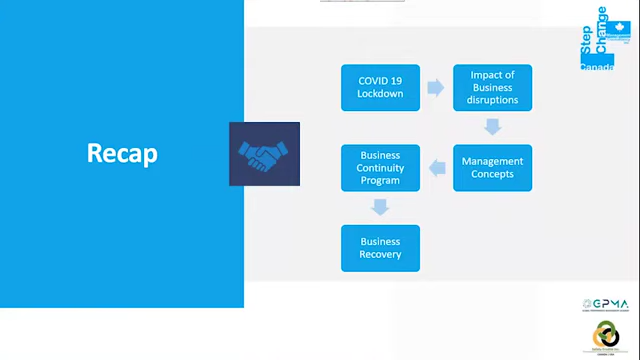 Step
Change
Canada
Recap
COVID 19
Lockdown
Impact of
Business
disruptions
Business
Continuity
Program
Management
Concepts
Business
Recovery
GPMA